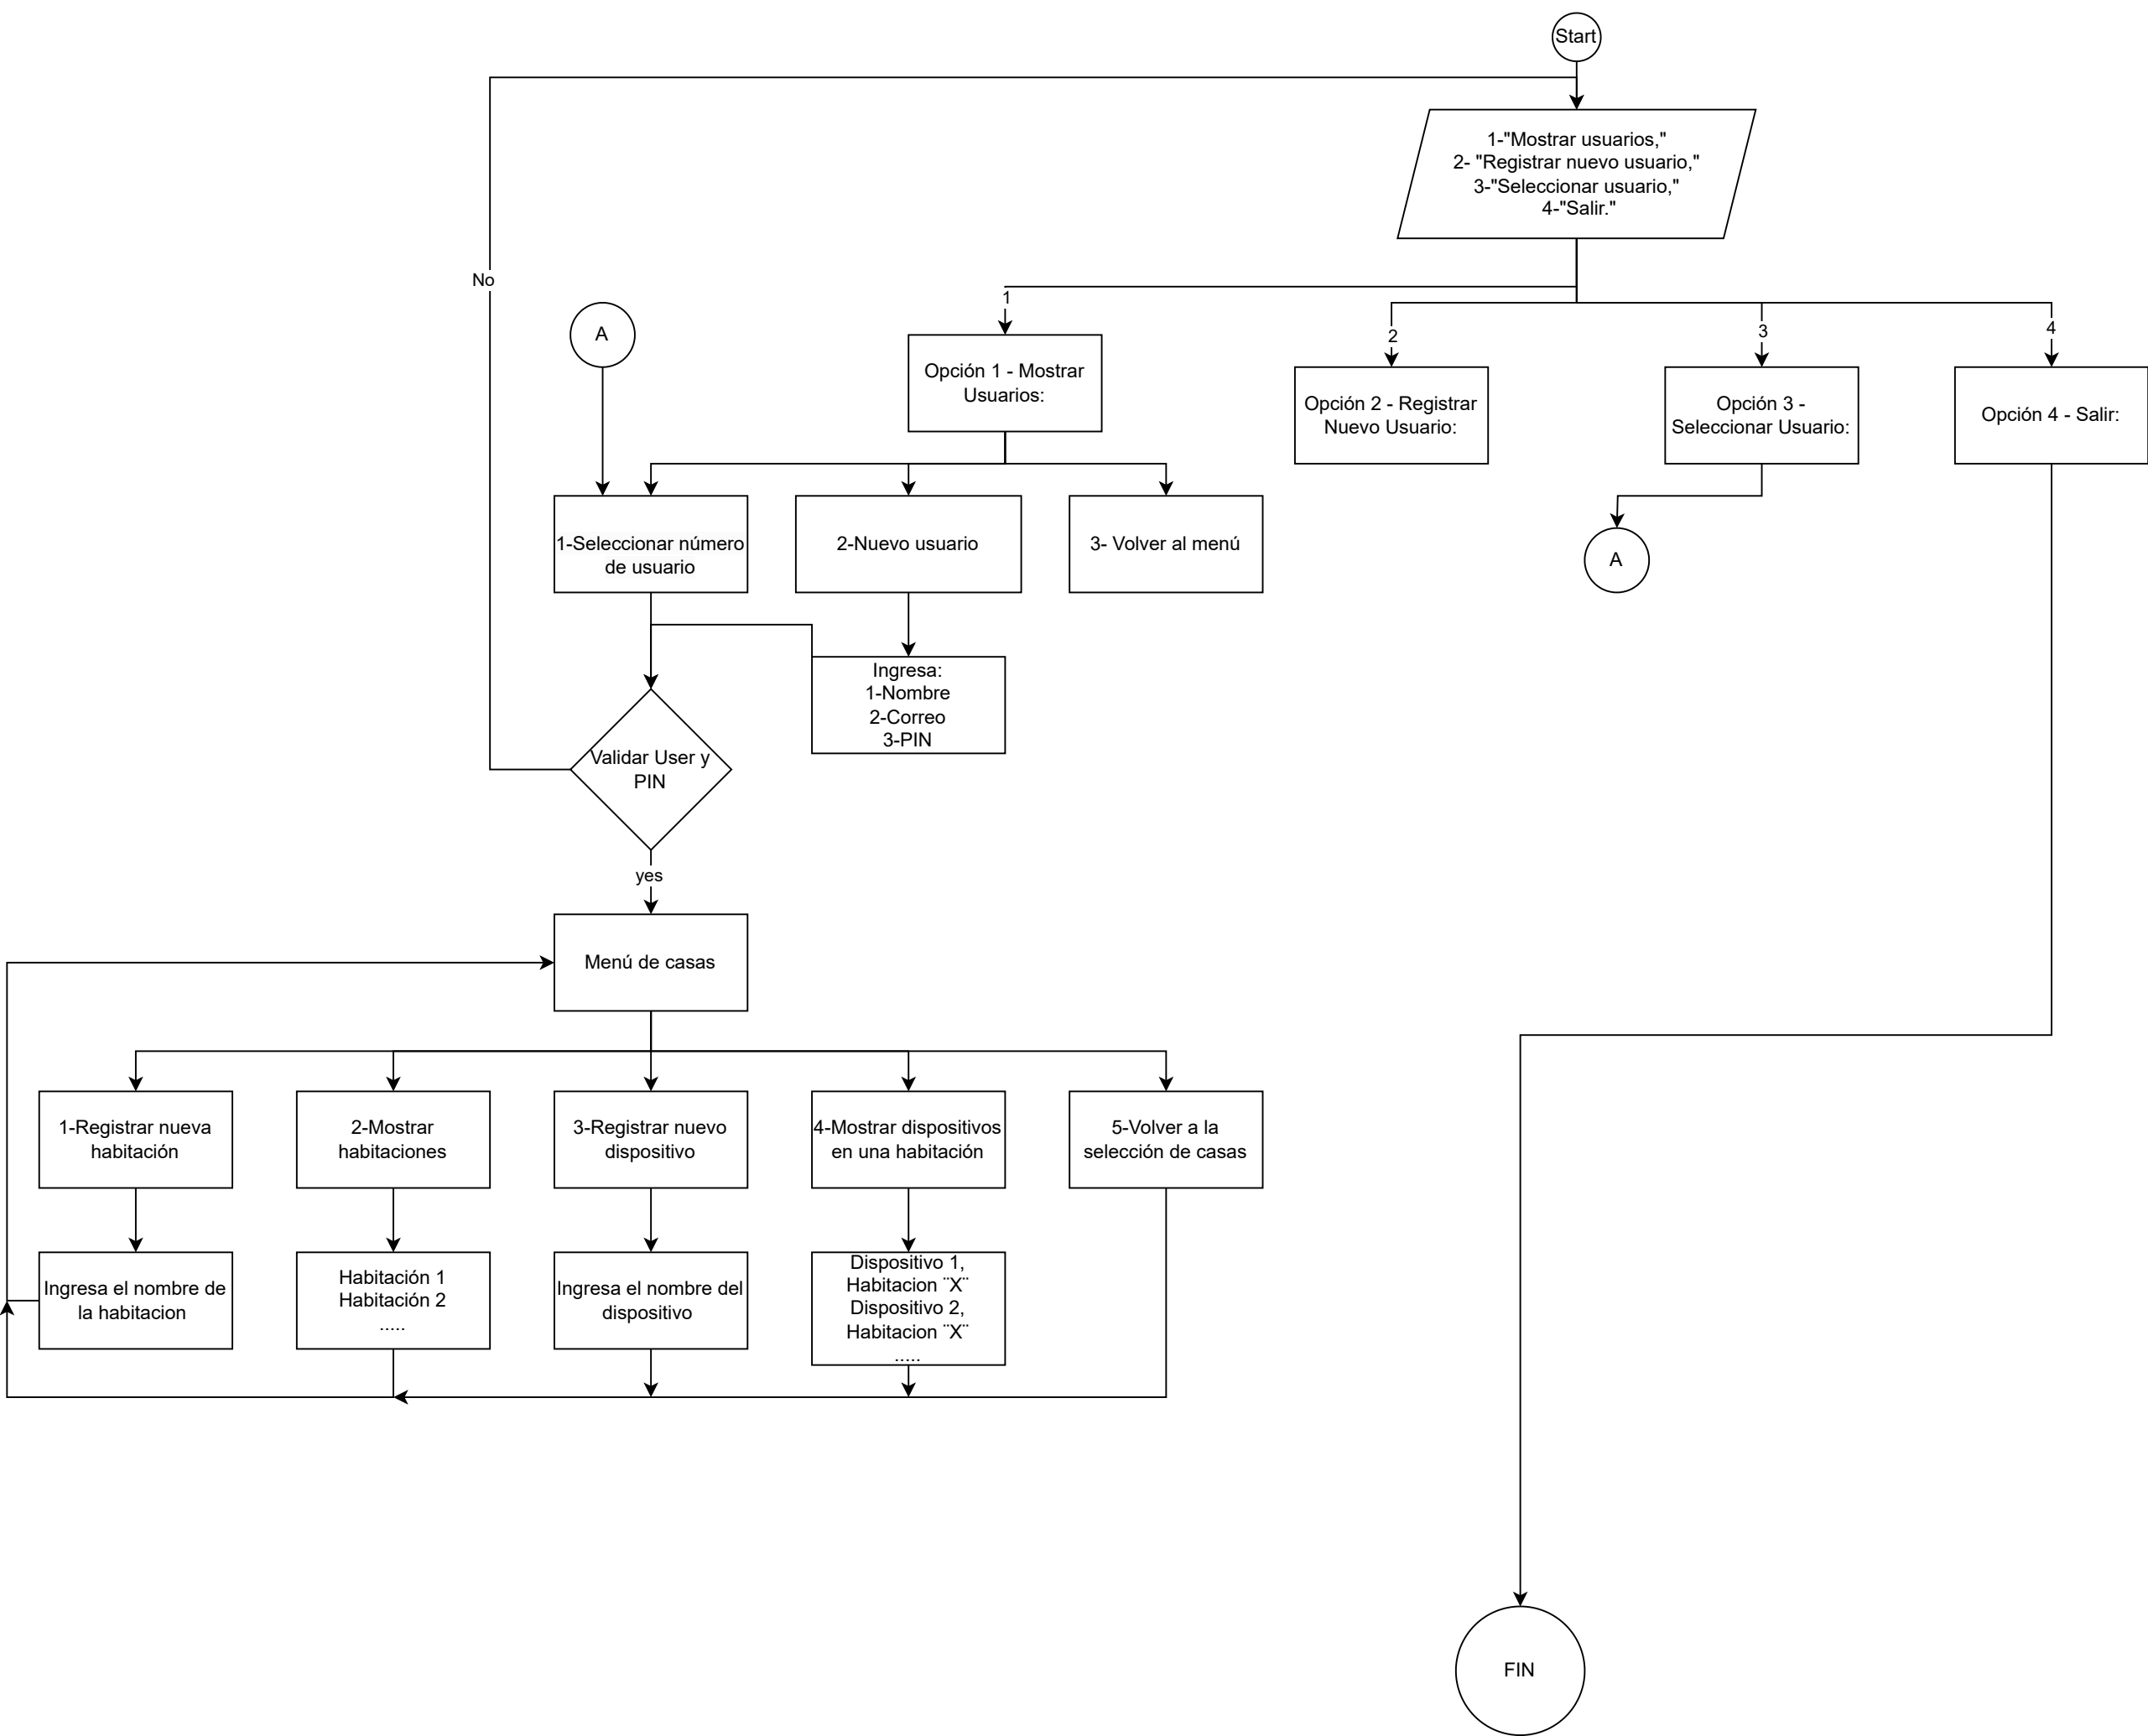 Start
1-"Mostrar usuarios,"
2- "Registrar nuevo usuario,"
3-"Seleccionar usuario,"
4-"Salir."
No
1
2
3
4
A
Opción 1 - Mostrar
Usuarios:
Opción 2 - Registrar
Nuevo Usuario:
Opción 3 -
Seleccionar Usuario:
Opción 4 - Salir:
1-Seleccionar número
de usuario
2-Nuevo usuario
3- Volver al menú
A
Ingresa:
1-Nombre
2-Correo
3-PIN
Validar User y
PIN
yes
Menú de casas
1-Registrar nueva
habitación
2-Mostrar
habitaciones
3-Registrar nuevo
dispositivo
4-Mostrar dispositivos
en una habitación
5-Volver a la
selección de casas
Ingresa el nombre de
la habitacion
Habitación 1
Habitación 2
.....
Ingresa el nombre del
dispositivo
Dispositivo 1,
Habitacion ¨X¨
Dispositivo 2,
Habitacion ¨X¨
.....
FIN